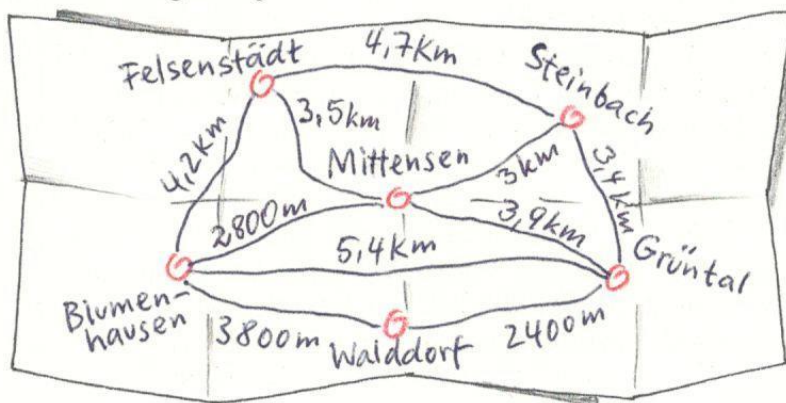 4,7km
Felsenstädt
Steinbach
3,5km
4,2km
Mittensen
3km
3,4km
2800m
3,9km
5,4km
Grüntal
Blumen-
hausen
3800m
Walddorf
2400m